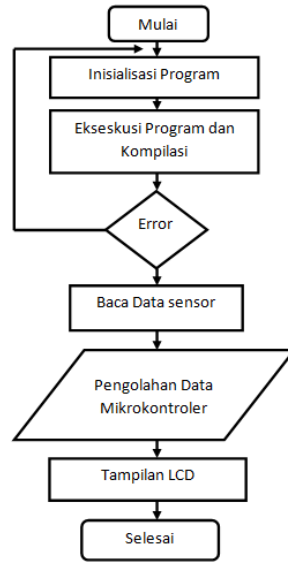 Mulai
Inisialisasi Program
Ekseskusi Program dan
Kompilasi
Error
Baca Data sensor
Pengolahan Data
Mikrokontroler
Tampilan LCD
Selesai